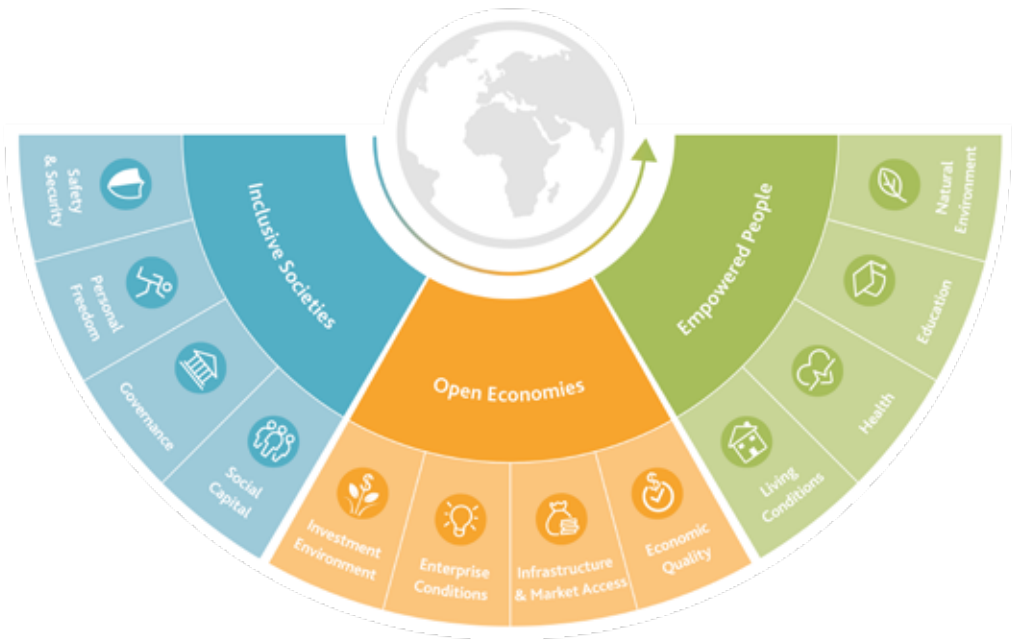 Inclusive Societies
Safety
& Security
Personal
Freedom
Governance
Social
Capital
Open Economies
Investment
Environment
Enterprise
Conditions
Infrastructure
& Market Access
Economic
Quality
Empowered People
Living
Conditions
Health
Education
Natural
Environment